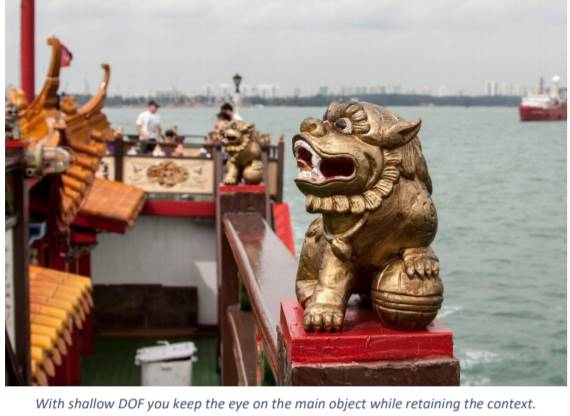 With shallow DOF you keep the eye on the main object while retaining the context.